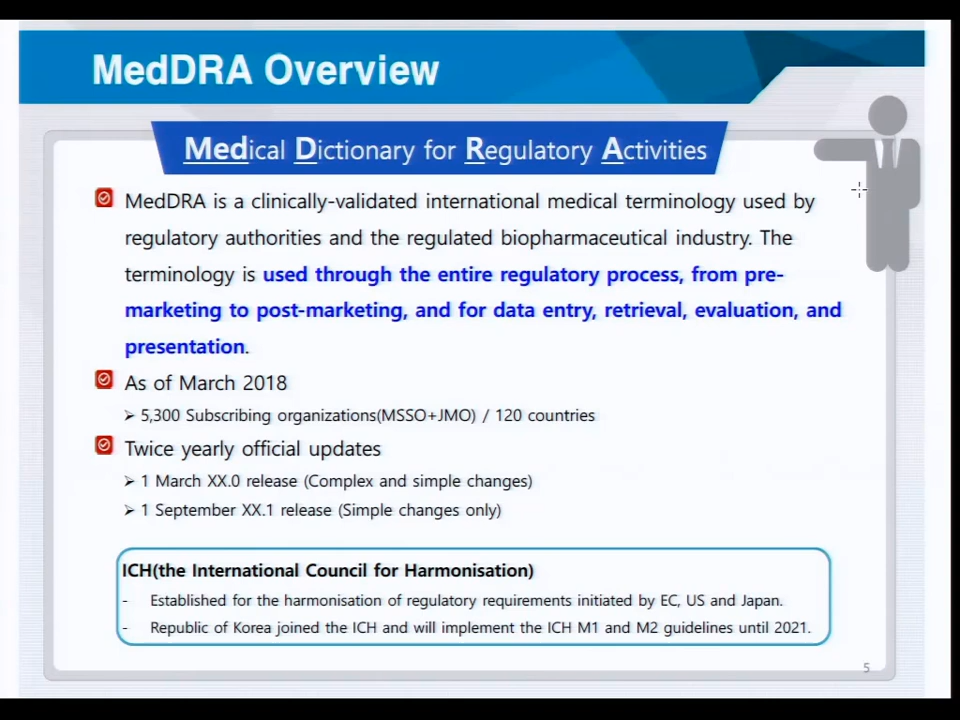 MedDRA Overview
Medical Dictionary for Regulatory Activities
MedDRA is a clinically-validated international medical terminology used by
regulatory authorities and the regulated biopharmaceutical industry. The
terminology is used through the entire regulatory process, from pre-
marketing to post-marketing, and for data entry, retrieval, evaluation, and
presentation.
As of March 2018
➢ 5,300 Subscribing organizations(MSSO+JMO) / 120 countries
Twice yearly official updates
➢ 1 March XX.0 release (Complex and simple changes)
➢ 1 September XX.1 release (Simple changes only)
ICH(the International Council for Harmonisation)
- Established for the harmonisation of regulatory requirements initiated by EC, US and Japan.
- Republic of Korea joined the ICH and will implement the ICH M1 and M2 guidelines until 2021.
5